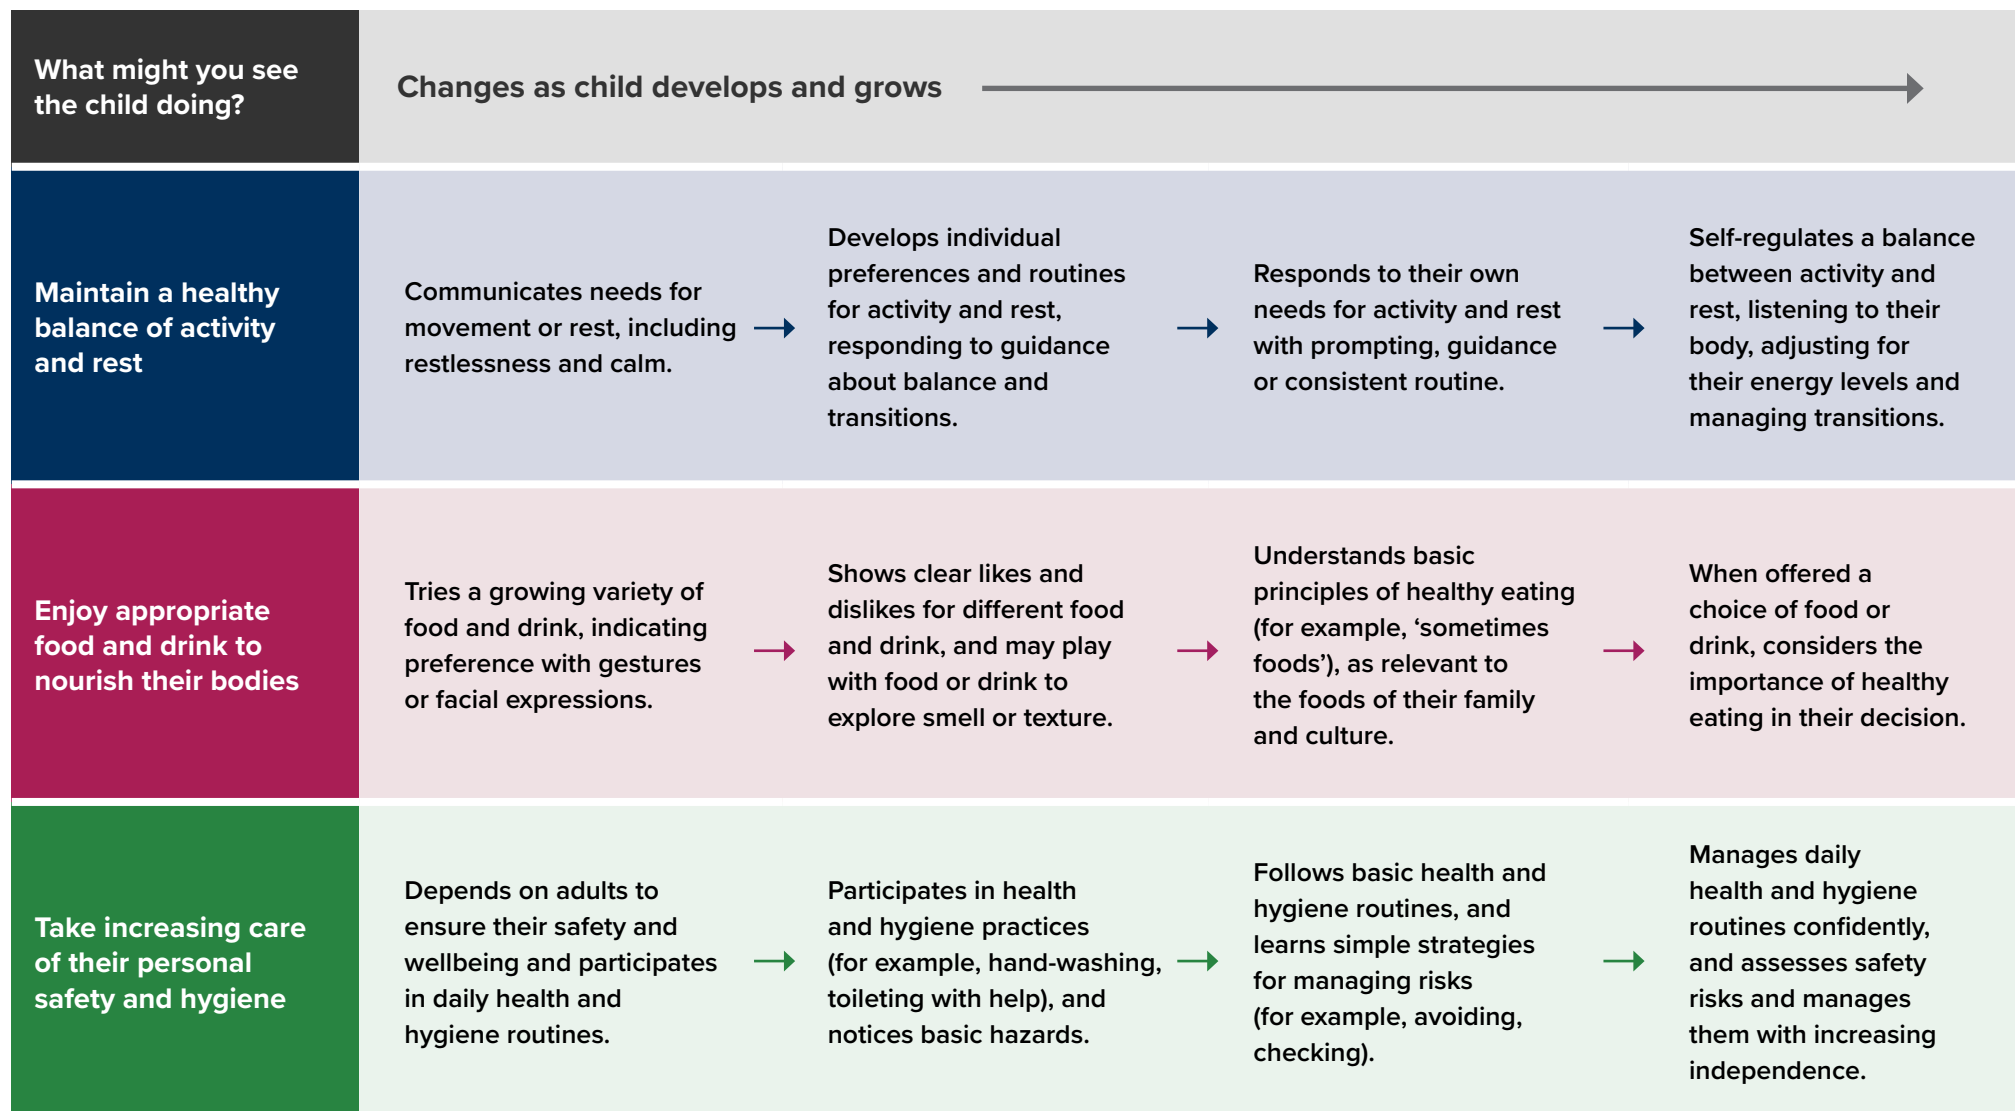 What might you see
the child doing?
Changes as child develops and grows
Maintain a healthy
balance of activity
and rest
Communicates needs for
movement or rest, including
restlessness and calm.
Develops individual
preferences and routines
for activity and rest,
responding to guidance
about balance and
transitions.
Responds to their own
needs for activity and rest
with prompting, guidance
or consistent routine.
Self-regulates a balance
between activity and
rest, listening to their
body, adjusting for
their energy levels and
managing transitions.
Enjoy appropriate
food and drink to
nourish their bodies
Tries a growing variety of
food and drink, indicating
preference with gestures
or facial expressions.
Shows clear likes and
dislikes for different food
and drink, and may play
with food or drink to
explore smell or texture.
Understands basic
principles of healthy eating
(for example, ‘sometimes
foods’), as relevant to
the foods of their family
and culture.
When offered a
choice of food or
drink, considers the
importance of healthy
eating in their decision.
Take increasing care
of their personal
safety and hygiene
Depends on adults to
ensure their safety and
wellbeing and participates
in daily health and
hygiene routines.
Participates in health
and hygiene practices
(for example, hand-washing,
toileting with help), and
notices basic hazards.
Follows basic health and
hygiene routines, and
learns simple strategies
for managing risks
(for example, avoiding,
checking).
Manages daily
health and hygiene
routines confidently,
and assesses safety
risks and manages
them with increasing
independence.